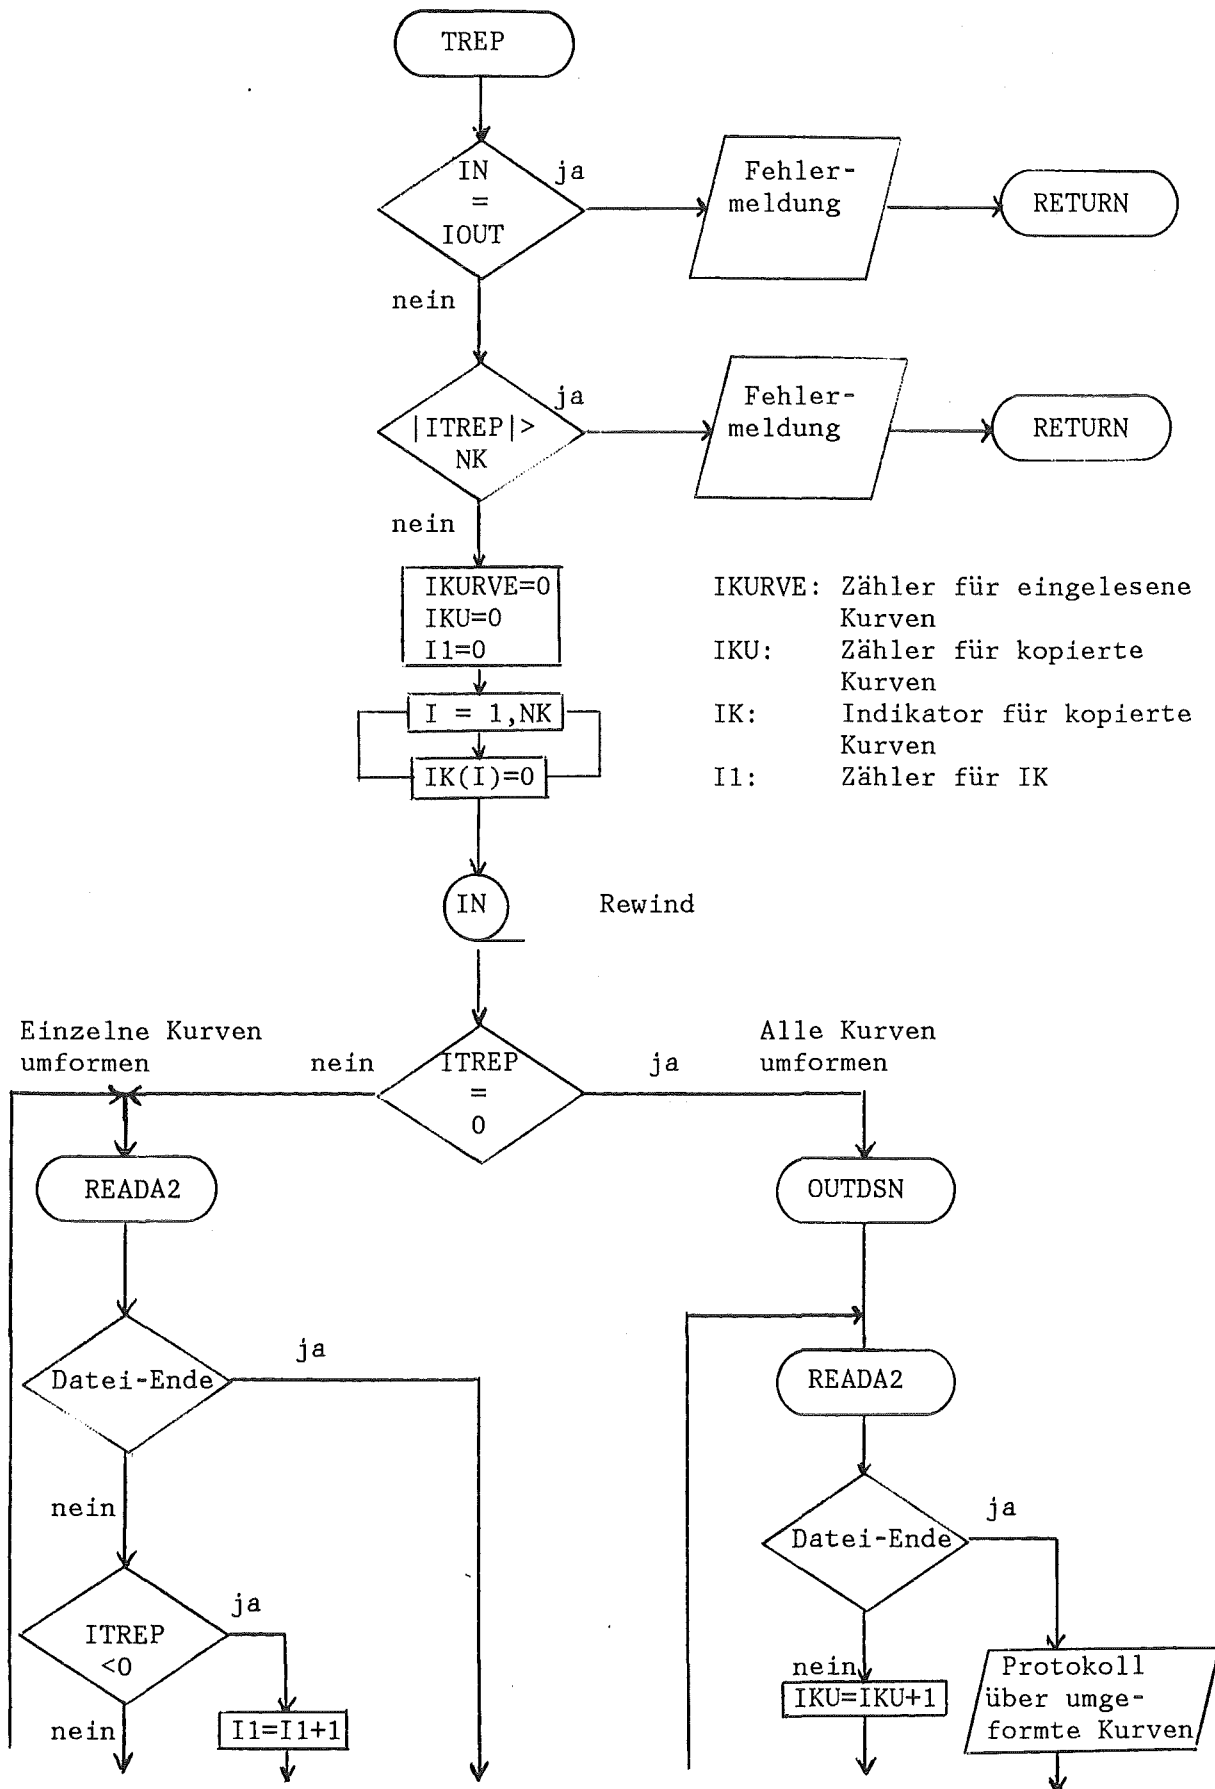 TREP
IN
=
IOUT
ja
Fehler-
meldung
RETURN
nein
|ITREP|>
NK
ja
Fehler-
meldung
RETURN
nein
IKURVE=0
IKU=0
I1=0
IKURVE: Zähler für eingelesene
Kurven
IKU: Zähler für kopierte
Kurven
IK: Indikator für kopierte
Kurven
I1: Zähler für IK
I = 1,NK
IK(I)=0
IN
Rewind
Einzelne Kurven
umformen
nein
ITREP
=
0
ja
Alle Kurven
umformen
READA2
Datei-Ende
ja
nein
ITREP
<0
ja
nein
I1=I1+1
OUTDSN
READA2
Datei-Ende
ja
nein
IKU=IKU+1
Protokoll
über umge-
formte Kurven